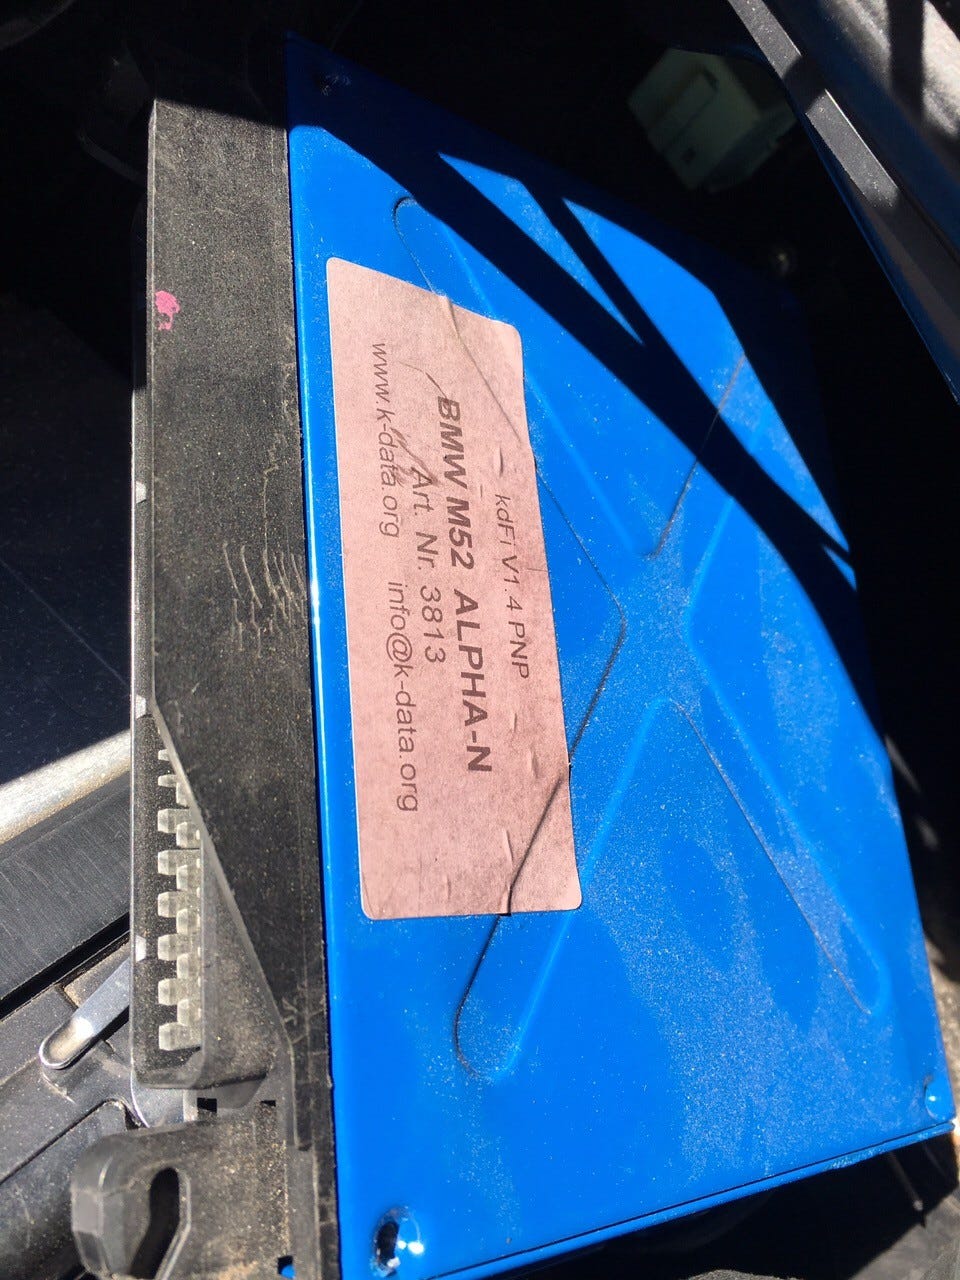 kdFi V1.4 PNP
BMW M52 ALPHA-N
Art. Nr. 3813
www.k-data.org info@k-data.org